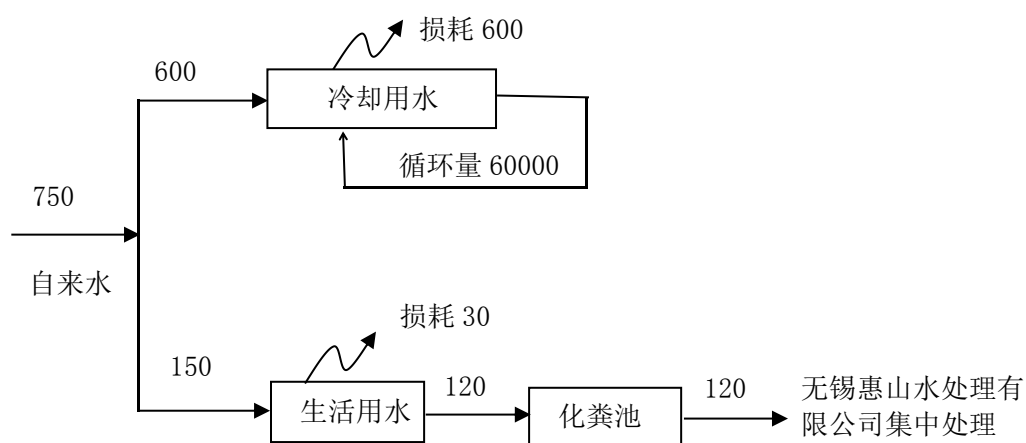 损耗 600
600
冷却用水
循环量 60000
750
自来水
损耗 30
150
生活用水
120
化粪池
120
无锡惠山水处理有
限公司集中处理